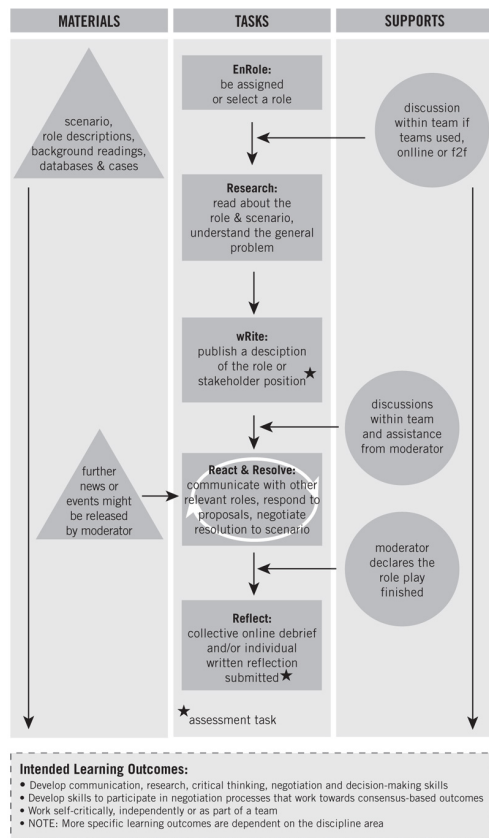 MATERIALS
TASKS
SUPPORTS
scenario,
role descriptions,
background readings,
databases & cases
EnRole:
be assigned
or select a role
discussion
within team if
teams used,
onlline or f2f
Research:
read about the
role & scenario,
understand the general
problem
wRite:
publish a desciption
of the role or
stakeholder position★
discussions
within team
and assistance
from moderator
further
news or
events might
be released
by moderator
React & Resolve:
communicate with other
relevant roles, respond to
proposals, negotiate
resolution to scenario
moderator
declares the
role play
finished
Reflect:
collective online debrief
and/or individual
written reflection
submitted★
★assessment task
Intended Learning Outcomes:
• Develop communication, research, critical thinking, negotiation and decision-making skills
• Develop skills to participate in negotiation processes that work towards consensus-based outcomes
• Work self-critically, independently or as part of a team
• NOTE: More specific learning outcomes are dependent on the discipline area